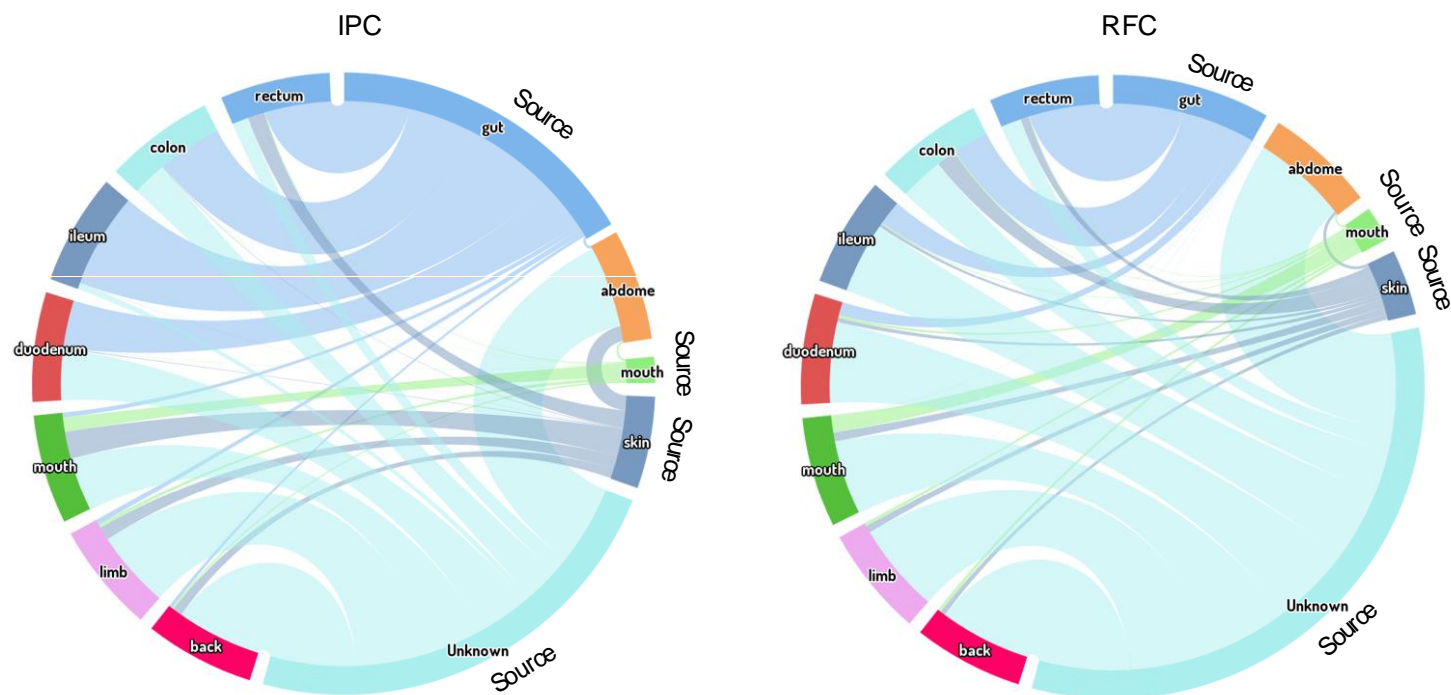 IPC
rectum
gut
Source
colon
ileum
abdome
duodenum
mouth
Source
skin
Source
mouth
limb
back
Unknown
Source
RFC
rectum
gut
Source
colon
abdome
Source
mouth
ileum
Source
skin
duodenum
mouth
limb
back
Unknown
Source